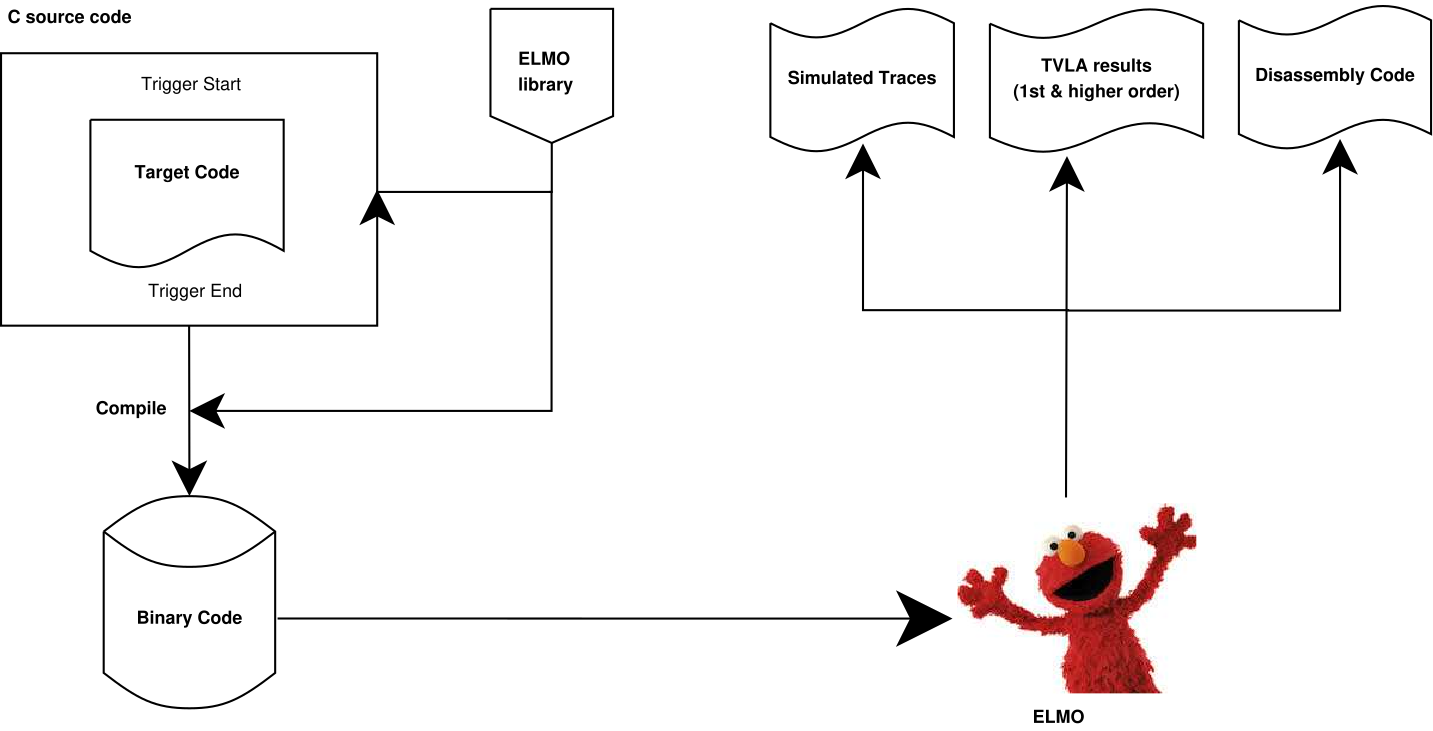 C source code
Trigger Start
Target Code
Trigger End
ELMO
library
Compile
Binary Code
ELMO
Simulated Traces
TVLA results
(1st & higher order)
Disassembly Code